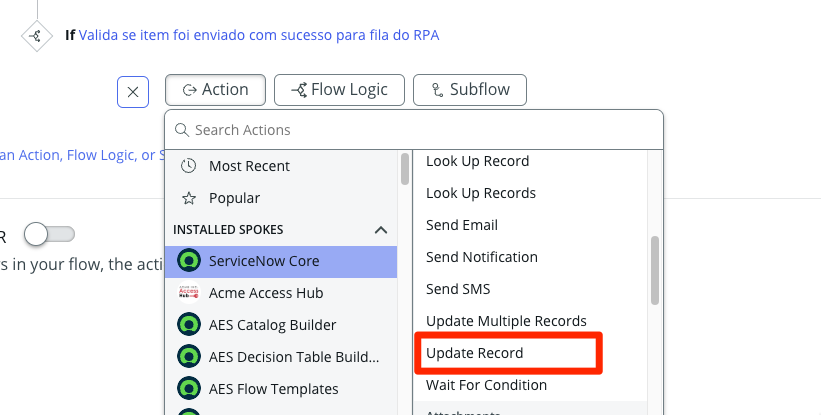 If Valida se item foi enviado com sucesso para fila do RPA
Action
Flow Logic
Subflow
Search Actions
an Action, Flow Logic, or S
R
rs in your flow, the acti
Most Recent
Popular
INSTALLED SPOKES
ServiceNow Core
Acme Access Hub
AES Catalog Builder
AES Decision Table Build...
AES Flow Templates
Look Up Record
Look Up Records
Send Email
Send Notification
Send SMS
Update Multiple Records
Update Record
Wait For Condition